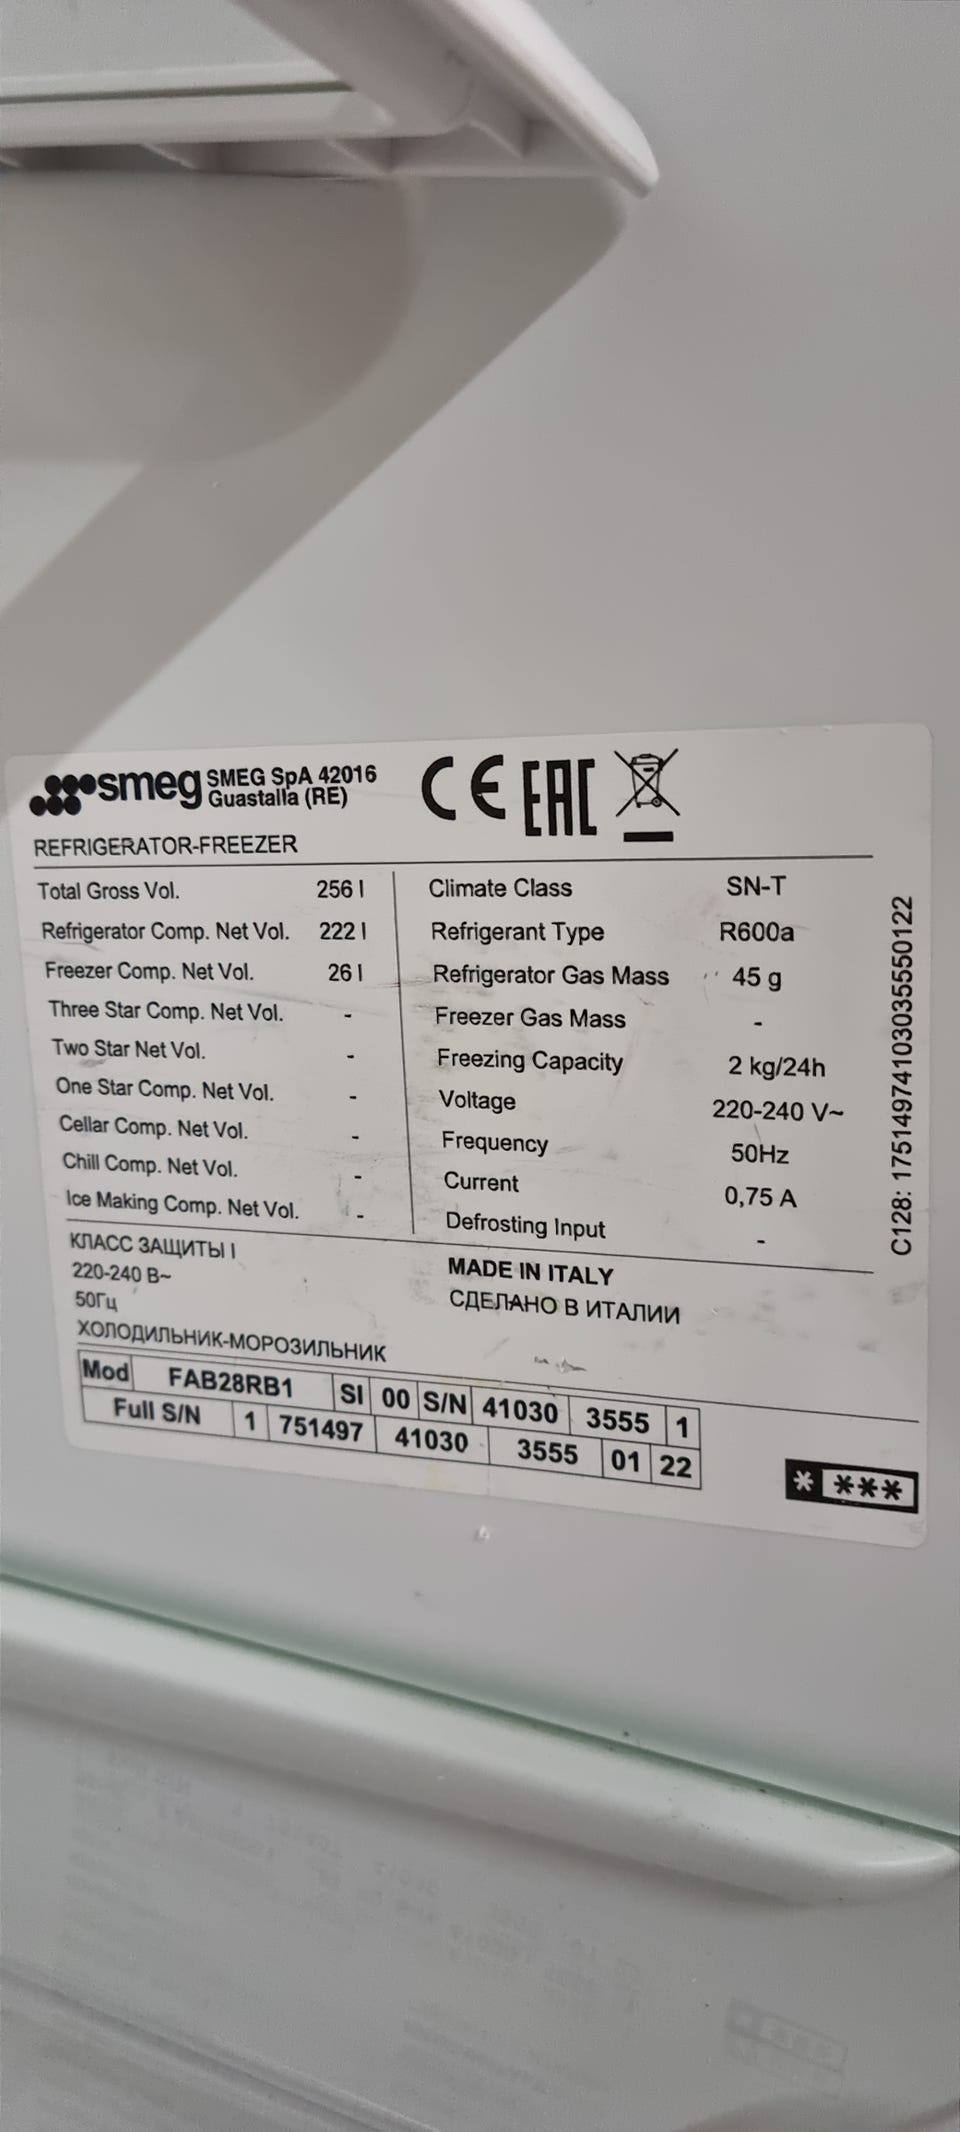 smeg SMEG SpA 42016
Guastalla (RE)
CE EAC
REFRIGERATOR-FREEZER
Total Gross Vol. 256 l
Refrigerator Comp. Net Vol. 222 l
Freezer Comp. Net Vol. 26 l
Three Star Comp. Net Vol. -
Two Star Net Vol. -
One Star Comp. Net Vol. -
Cellar Comp. Net Vol. -
Chill Comp. Net Vol. -
Ice Making Comp. Net Vol. -
Climate Class SN-T
Refrigerant Type R600a
Refrigerator Gas Mass 45 g
Freezer Gas Mass -
Freezing Capacity 2 kg/24h
Voltage 220-240 V~
Frequency 50Hz
Current 0,75 A
Defrosting Input -
C128: 17514974103035550122
КЛАСС ЗАЩИТЫ I
220-240 В~
50Гц
ХОЛОДИЛЬНИК-МОРОЗИЛЬНИК
MADE IN ITALY
СДЕЛАНО В ИТАЛИИ
Mod FAB28RB1 SI 00 S/N 41030 3555 1
Full S/N 1 751497 41030 3555 01 22
* ***